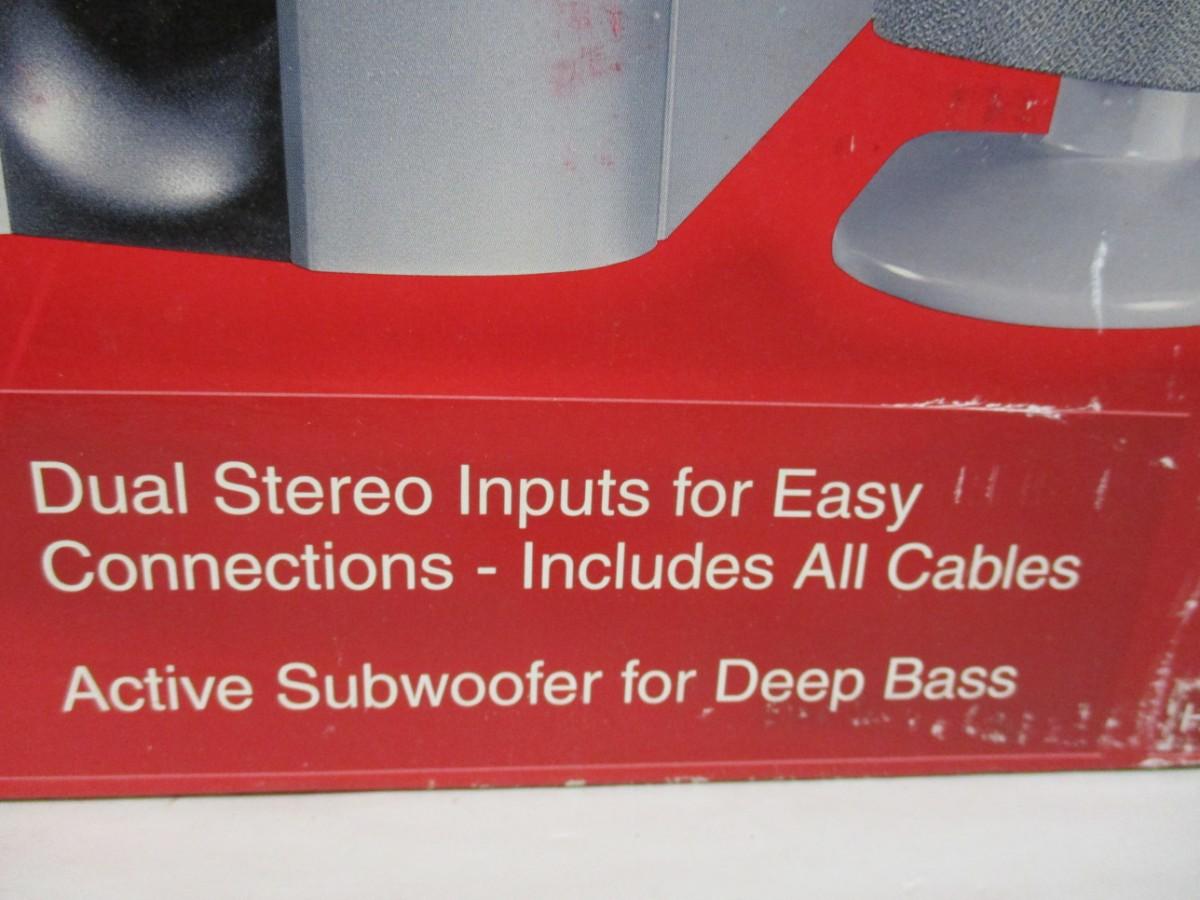 Dual Stereo Inputs for Easy
Connections - Includes All Cables
Active Subwoofer for Deep Bass